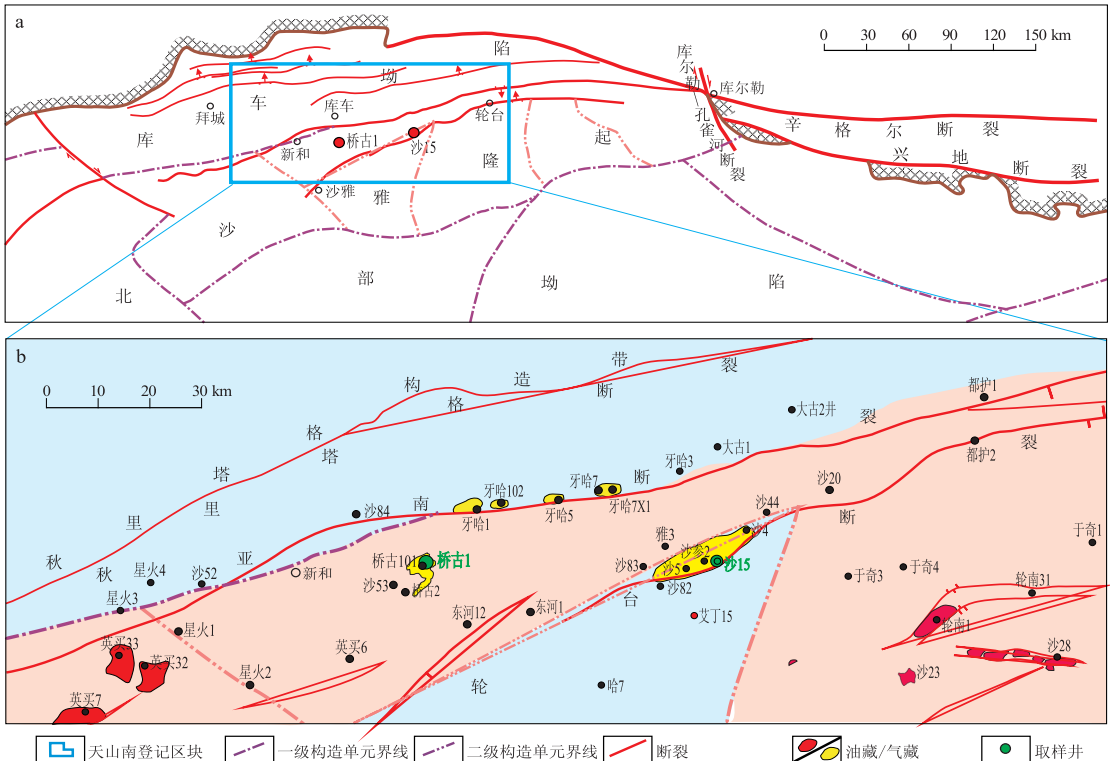 a
0 30 60 90 120 150 km
库车坳陷
拜城
库车
新和
桥古1
沙15
轮台
沙雅
沙雅隆起
库尔勒
库尔勒—孔雀河断裂
辛格尔断裂
兴地断裂
北部坳陷
b
0 10 20 30 km
秋里塔格构造带
秋里塔格断裂
亚南断裂
轮台断裂
大古2井
都护1
大古1
都护2
牙哈3
牙哈7
牙哈7X1
牙哈102
牙哈5
牙哈1
沙84
沙20
沙44
沙4
雅3
沙参2
沙5
沙15
沙83
沙82
桥古101
桥古1
桥古2
沙53
新和
星火4
沙52
星火3
星火1
星火2
英买33
英买32
英买7
英买6
东河12
东河1
艾丁15
哈7
于奇1
于奇3
于奇4
轮南31
轮南1
沙28
沙23
天山南登记区块
一级构造单元界线
二级构造单元界线
断裂
油藏/气藏
取样井